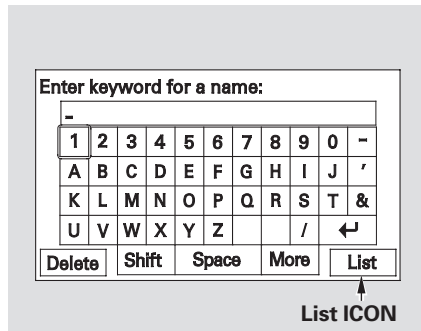 Enter keyword for a name:
-
1 2 3 4 5 6 7 8 9 0 -
A B C D E F G H I J '
K L M N O P Q R S T &
U V W X Y Z / ↵
Delete Shift Space More List
List ICON